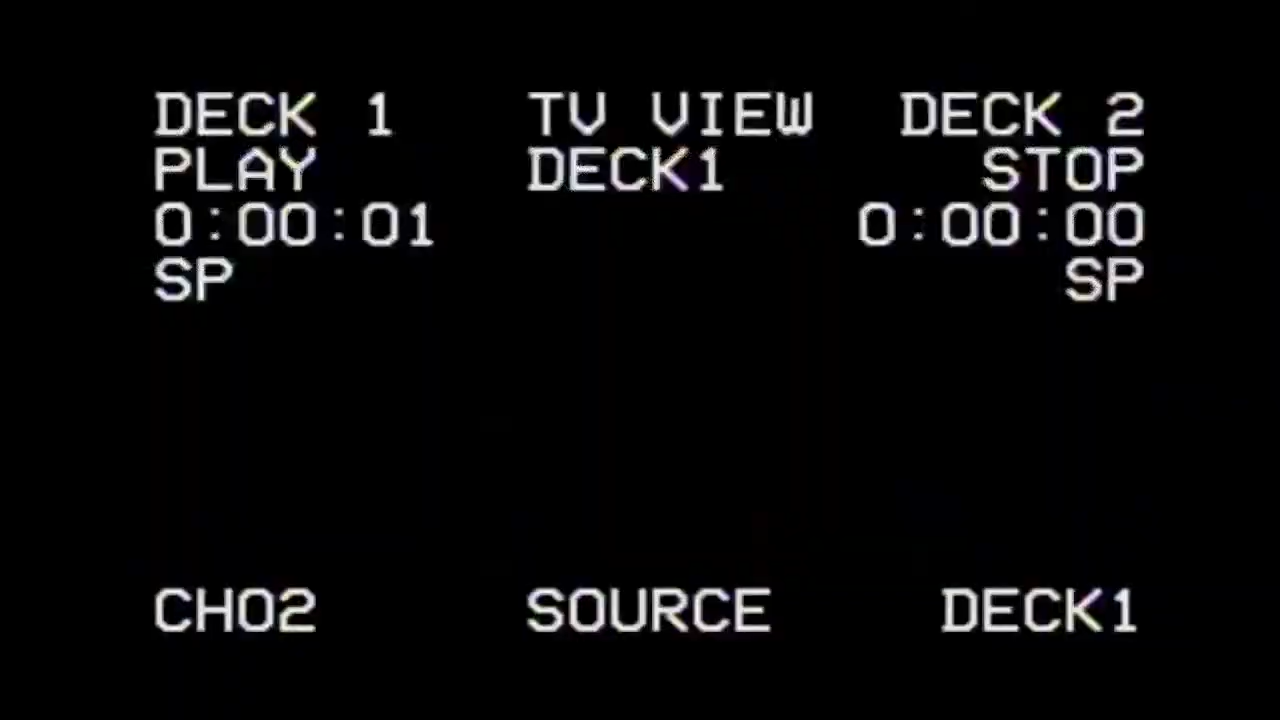 DECK 1 TV VIEW DECK 2
PLAY DECK1 STOP
0:00:01 0:00:00
SP SP
CH02 SOURCE DECK1